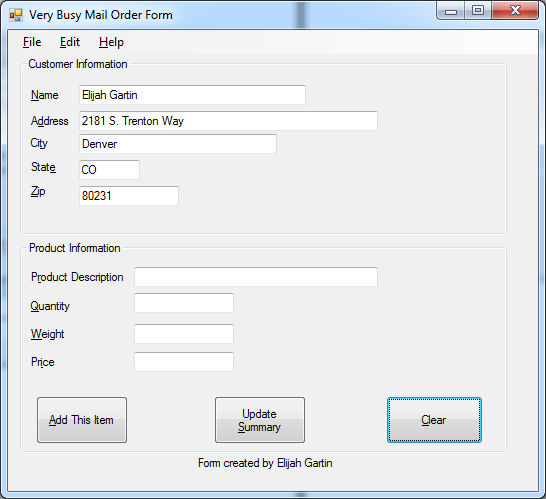 Very Busy Mail Order Form
File Edit Help
Customer Information
Name Elijah Gartin
Address 2181 S. Trenton Way
City Denver
State CO
Zip 80231
Product Information
Product Description
Quantity
Weight
Price
Add This Item
Update
Summary
Clear
Form created by Elijah Gartin